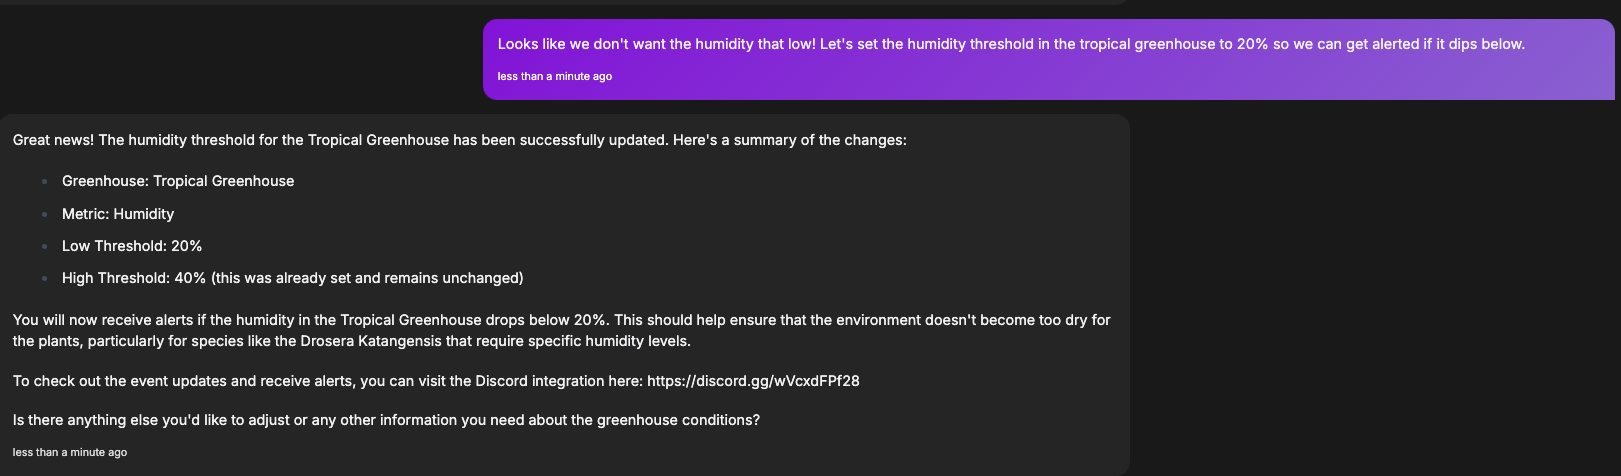 Looks like we don't want the humidity that low! Let's set the humidity threshold in the tropical greenhouse to 20% so we can get alerted if it dips below.
less than a minute ago
Great news! The humidity threshold for the Tropical Greenhouse has been successfully updated. Here's a summary of the changes:
Greenhouse: Tropical Greenhouse
Metric: Humidity
Low Threshold: 20%
High Threshold: 40% (this was already set and remains unchanged)
You will now receive alerts if the humidity in the Tropical Greenhouse drops below 20%. This should help ensure that the environment doesn't become too dry for
the plants, particularly for species like the Drosera Katangensis that require specific humidity levels.
To check out the event updates and receive alerts, you can visit the Discord integration here: https://discord.gg/wVcxdFPf28
Is there anything else you'd like to adjust or any other information you need about the greenhouse conditions?
less than a minute ago